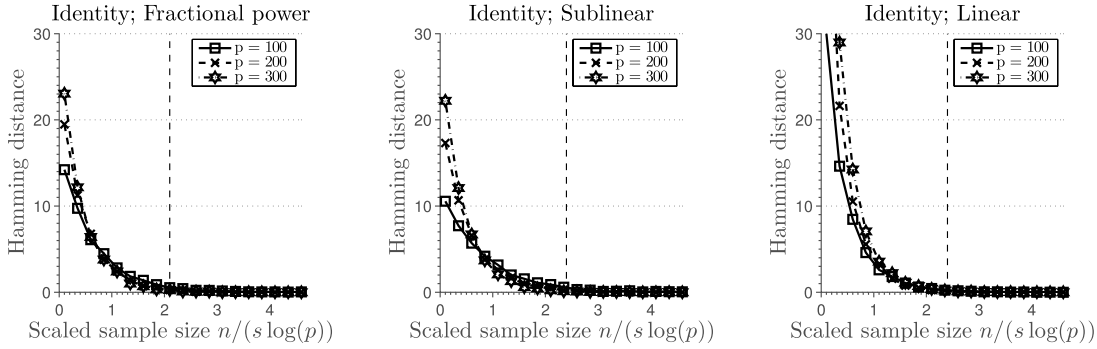 Identity; Fractional power
30
20
10
0
0 1 2 3 4
Hamming distance
Scaled sample size n/(s log(p))
p = 100
p = 200
p = 300
Identity; Sublinear
30
20
10
0
0 1 2 3 4
Hamming distance
Scaled sample size n/(s log(p))
p = 100
p = 200
p = 300
Identity; Linear
30
20
10
0
0 1 2 3 4
Hamming distance
Scaled sample size n/(s log(p))
p = 100
p = 200
p = 300